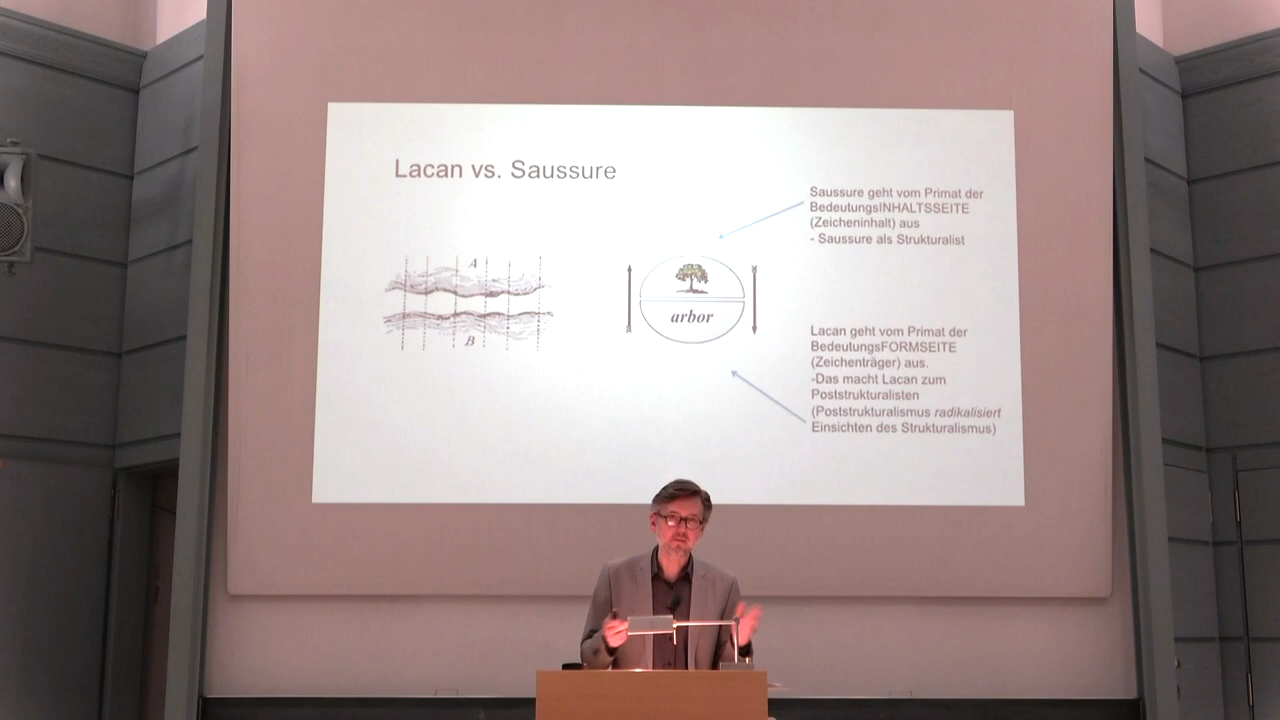 Lacan vs. Saussure
Saussure geht vom Primat der
BedeutungsINHALTSSEITE
(Zeicheninhalt) aus
- Saussure als Strukturalist
A
arbor
B
Lacan geht vom Primat der
BedeutungsFORMSEITE
(Zeichenträger) aus.
-Das macht Lacan zum
Poststrukturalisten
(Poststrukturalismus radikalisiert
Einsichten des Strukturalismus)